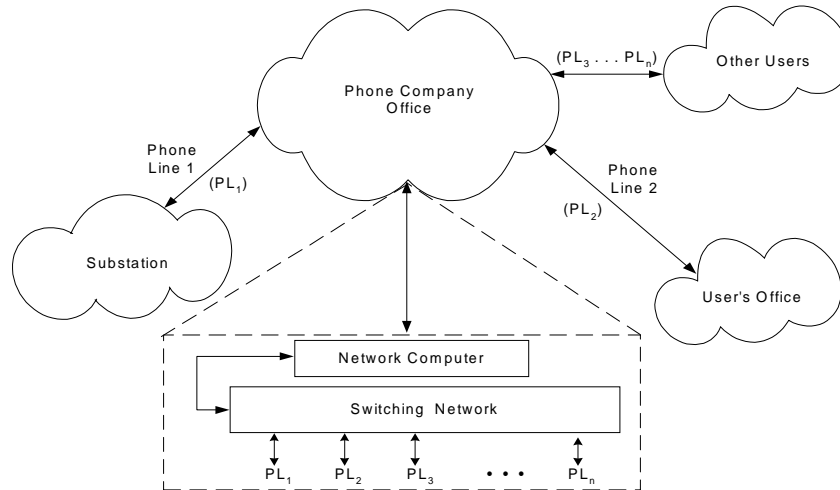 (PL₃ . . . PLₙ)
Other Users
Phone Company
Office
Phone
Line 1
(PL₁)
Phone
Line 2
(PL₂)
Substation
User's Office
Network Computer
Switching Network
PL₁ PL₂ PL₃ • • • PLₙ